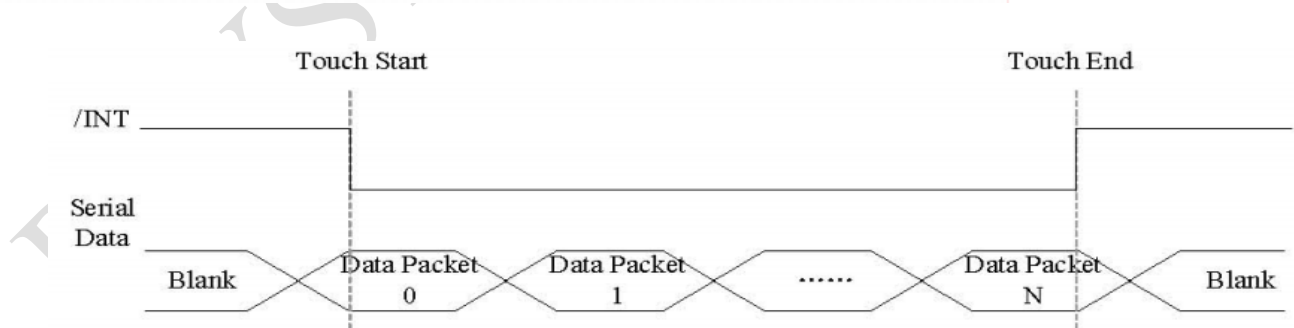 Touch Start
Touch End
/INT
Serial
Data
Blank
Data Packet
0
Data Packet
1
......
Data Packet
N
Blank